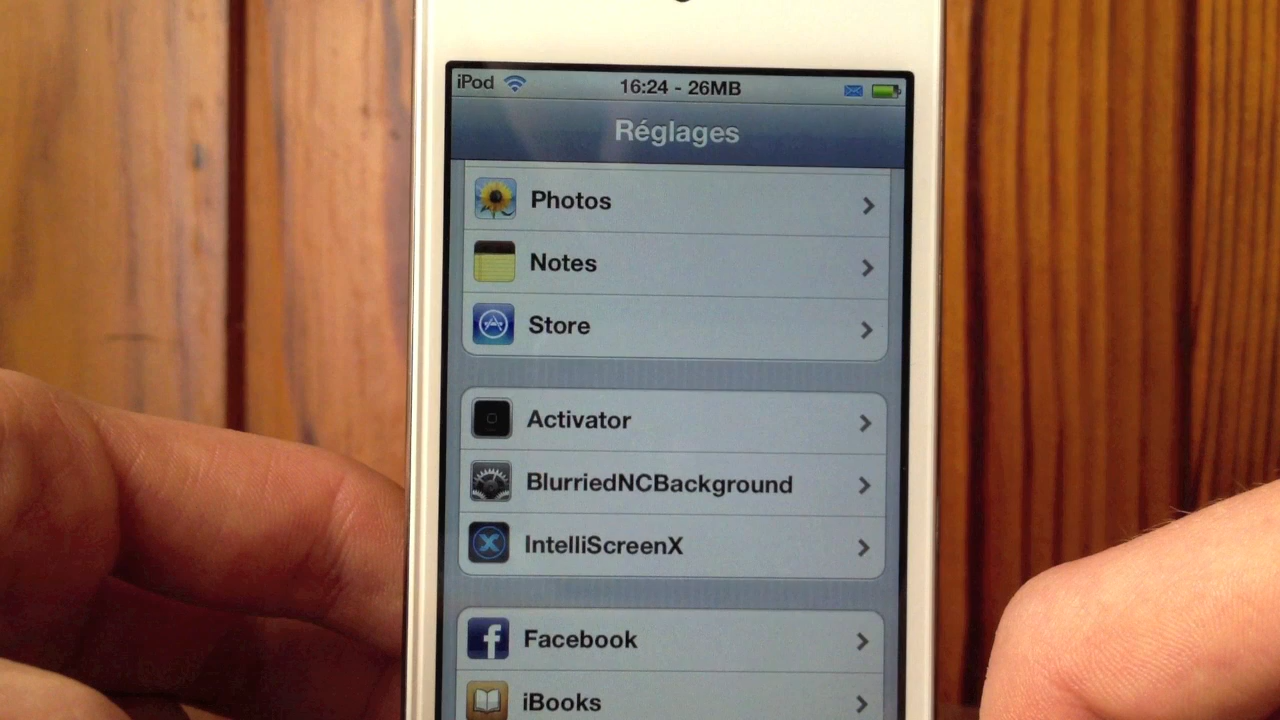 iPod 16:24 - 26MB
Réglages
Photos
Notes
Store
Activator
BlurriedNCBackground
IntelliScreenX
Facebook
iBooks